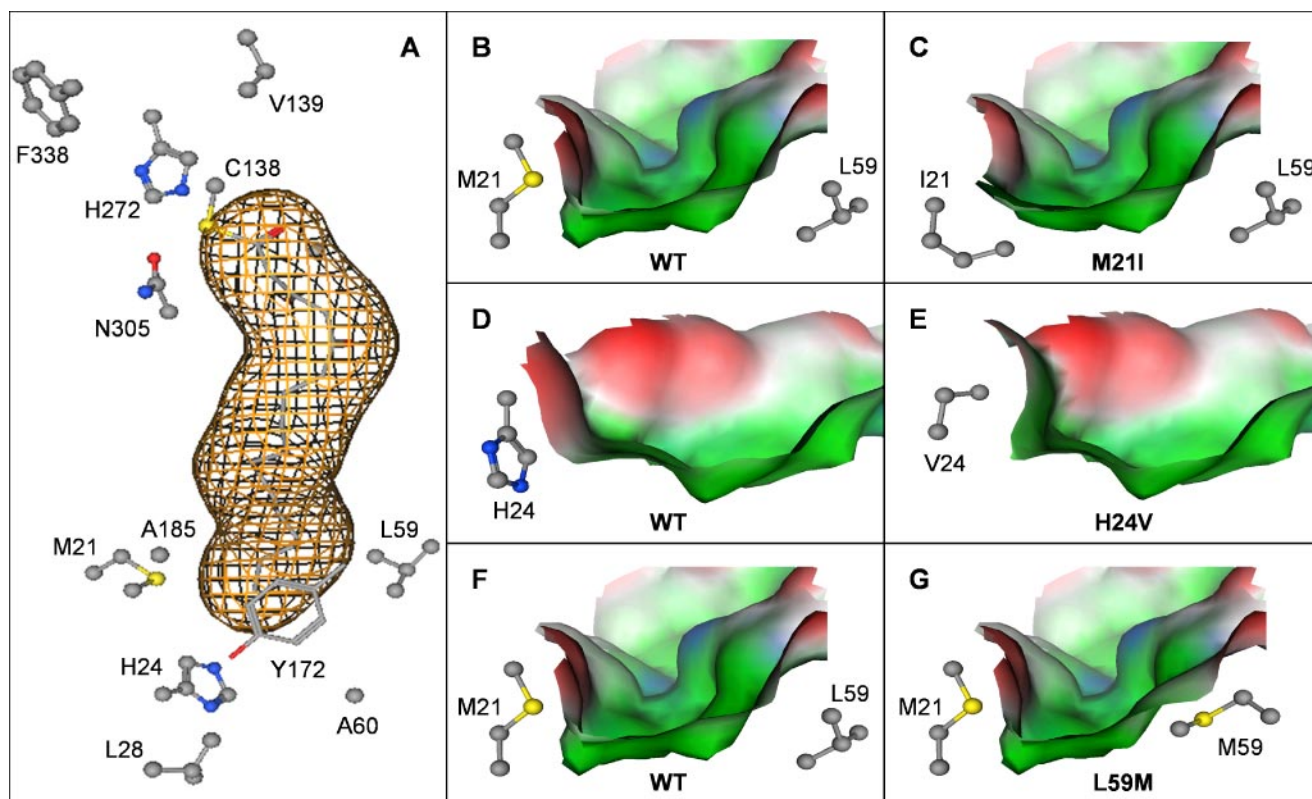 A
F338
V139
C138
H272
N305
A185
M21
L59
H24
Y172
A60
L28
B
M21
L59
WT
C
I21
L59
M21I
D
H24
WT
E
V24
H24V
F
M21
L59
WT
G
M21
M59
L59M